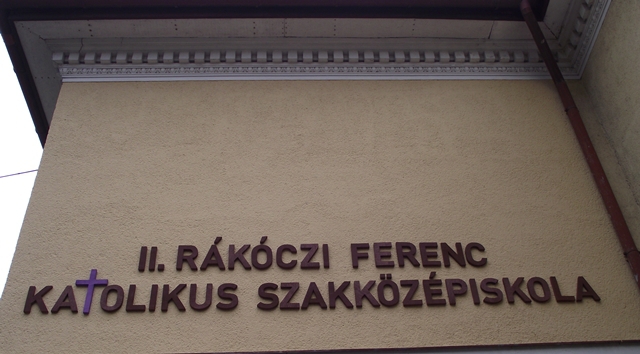 II. RÁKÓCZI FERENC
KATOLIKUS SZAKKÖZÉPISKOLA